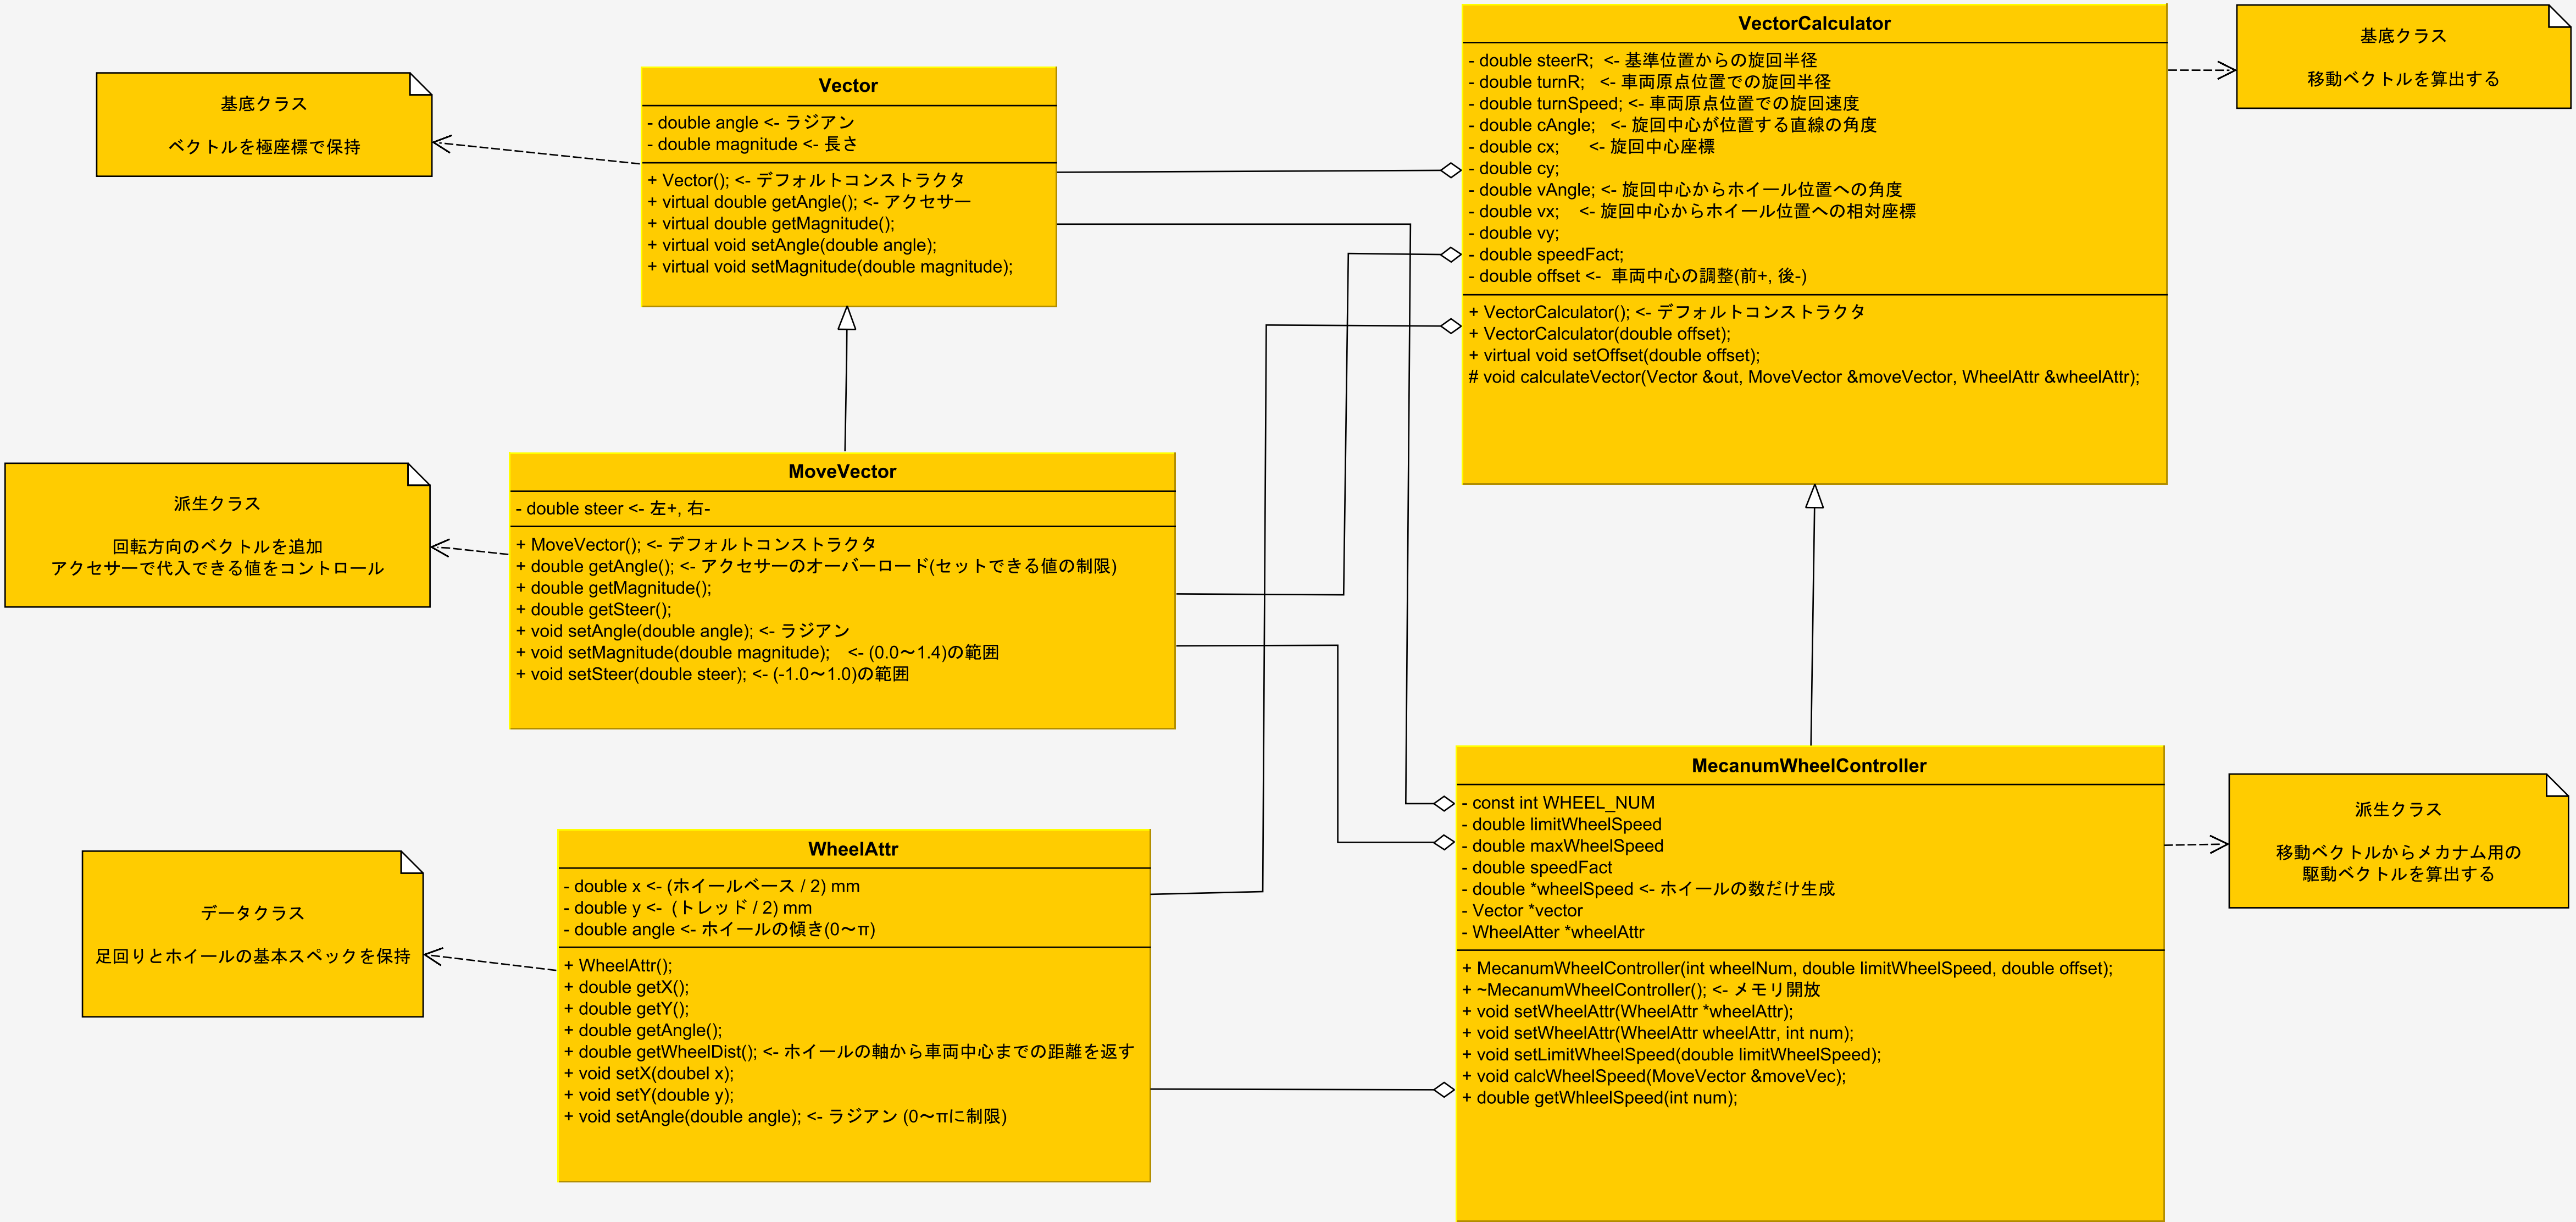 基底クラス
ベクトルを極座標で保持
Vector
- double angle <- ラジアン
- double magnitude <- 長さ
+ Vector(); <- デフォルトコンストラクタ
+ virtual double getAngle(); <- アクセサー
+ virtual double getMagnitude();
+ virtual void setAngle(double angle);
+ virtual void setMagnitude(double magnitude);
VectorCalculator
- double steerR;  <- 基準位置からの旋回半径
- double turnR;   <- 車両原点位置での旋回半径
- double turnSpeed; <- 車両原点位置での旋回速度
- double cAngle;   <- 旋回中心が位置する直線の角度
- double cx;      <- 旋回中心座標
- double cy;
- double vAngle; <- 旋回中心からホイール位置への角度
- double vx;    <- 旋回中心からホイール位置への相対座標
- double vy;
- double speedFact;
- double offset <-  車両中心の調整(前+, 後-)
+ VectorCalculator(); <- デフォルトコンストラクタ
+ VectorCalculator(double offset);
+ virtual void setOffset(double offset);
# void calculateVector(Vector &out, MoveVector &moveVector, WheelAttr &wheelAttr);
基底クラス
移動ベクトルを算出する
派生クラス
回転方向のベクトルを追加
アクセサーで代入できる値をコントロール
MoveVector
- double steer <- 左+, 右-
+ MoveVector(); <- デフォルトコンストラクタ
+ double getAngle(); <- アクセサーのオーバーロード(セットできる値の制限)
+ double getMagnitude();
+ double getSteer();
+ void setAngle(double angle); <- ラジアン
+ void setMagnitude(double magnitude);    <- (0.0〜1.4)の範囲
+ void setSteer(double steer); <- (-1.0〜1.0)の範囲
データクラス
足回りとホイールの基本スペックを保持
WheelAttr
- double x <- (ホイールベース / 2) mm
- double y <-  (トレッド / 2) mm
- double angle <- ホイールの傾き(0〜π)
+ WheelAttr();
+ double getX();
+ double getY();
+ double getAngle();
+ double getWheelDist(); <- ホイールの軸から車両中心までの距離を返す
+ void setX(doubel x);
+ void setY(double y);
+ void setAngle(double angle); <- ラジアン (0〜πに制限)
MecanumWheelController
- const int WHEEL_NUM
- double limitWheelSpeed
- double maxWheelSpeed
- double speedFact
- double *wheelSpeed <- ホイールの数だけ生成
- Vector *vector
- WheelAtter *wheelAttr
+ MecanumWheelController(int wheelNum, double limitWheelSpeed, double offset);
+ ~MecanumWheelController(); <- メモリ開放
+ void setWheelAttr(WheelAttr *wheelAttr);
+ void setWheelAttr(WheelAttr wheelAttr, int num);
+ void setLimitWheelSpeed(double limitWheelSpeed);
+ void calcWheelSpeed(MoveVector &moveVec);
+ double getWhleelSpeed(int num);
派生クラス
移動ベクトルからメカナム用の
駆動ベクトルを算出する